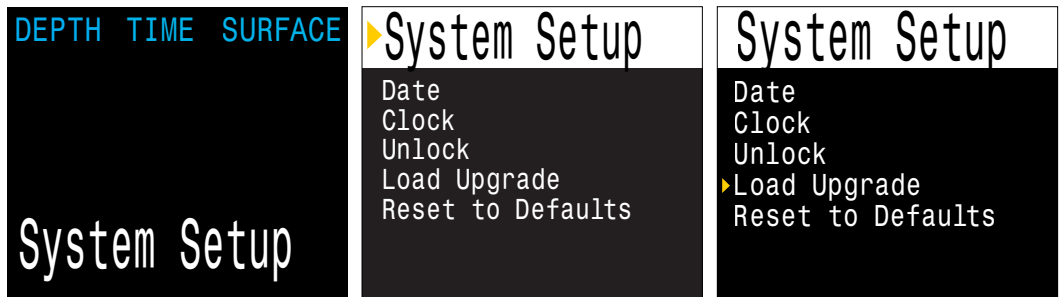 DEPTH TIME SURFACE
System Setup
System Setup
Date
Clock
Unlock
Load Upgrade
Reset to Defaults
System Setup
Date
Clock
Unlock
Load Upgrade
Reset to Defaults